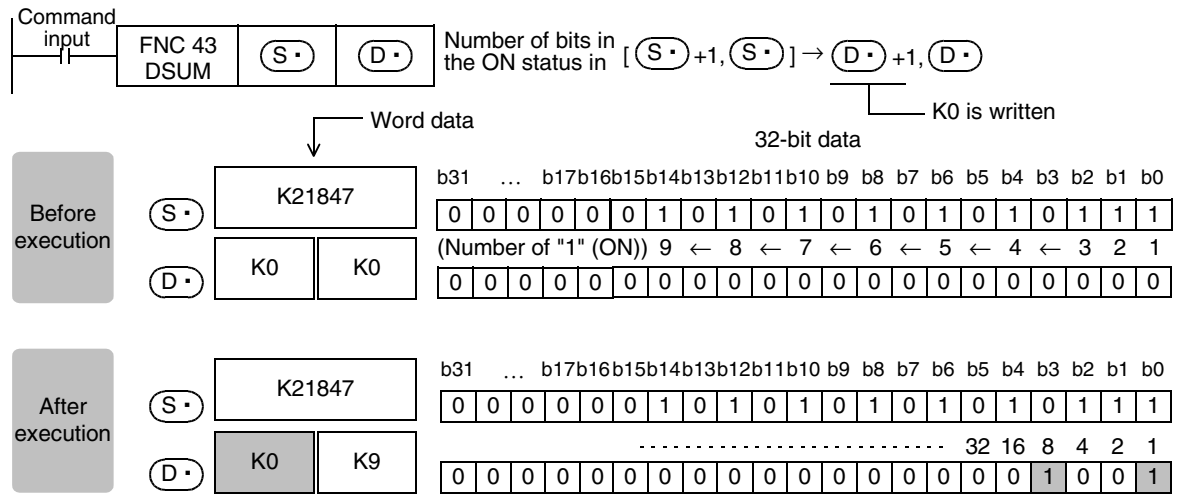 Command
input
FNC 43
DSUM
S·
D·
Number of bits in
the ON status in [ S· +1, S· ] → D· +1, D·
K0 is written
Word data
32-bit data
Before
execution
S·
K21847
b31 … b17 b16 b15 b14 b13 b12 b11 b10 b9 b8 b7 b6 b5 b4 b3 b2 b1 b0
0 0 0 0 0 0 1 0 1 0 1 0 1 0 1 0 1 0 1 1 1
(Number of "1" (ON)) 9 ← 8 ← 7 ← 6 ← 5 ← 4 ← 3 2 1
D·
K0 K0
0 0 0 0 0 0 0 0 0 0 0 0 0 0 0 0 0 0 0 0 0
After
execution
S·
K21847
b31 … b17 b16 b15 b14 b13 b12 b11 b10 b9 b8 b7 b6 b5 b4 b3 b2 b1 b0
0 0 0 0 0 0 1 0 1 0 1 0 1 0 1 0 1 0 1 1 1
32 16 8 4 2 1
D·
K0 K9
0 0 0 0 0 0 0 0 0 0 0 0 0 0 0 0 0 1 0 0 1